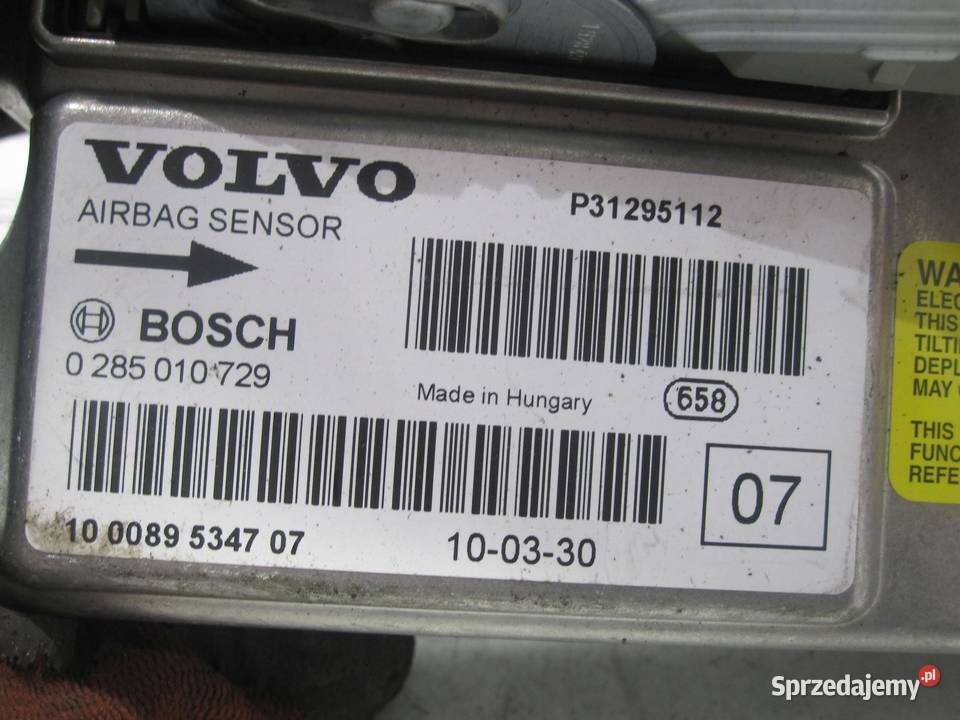 VOLVO
AIRBAG SENSOR
P31295112
BOSCH
0 285 010 729
Made in Hungary
658
07
10 0089 5347 07
10-03-30
WA
ELEC
THIS
TILTI
DEPL
MAY
THIS
FUNC
REFE
Sprzedajemy.pl